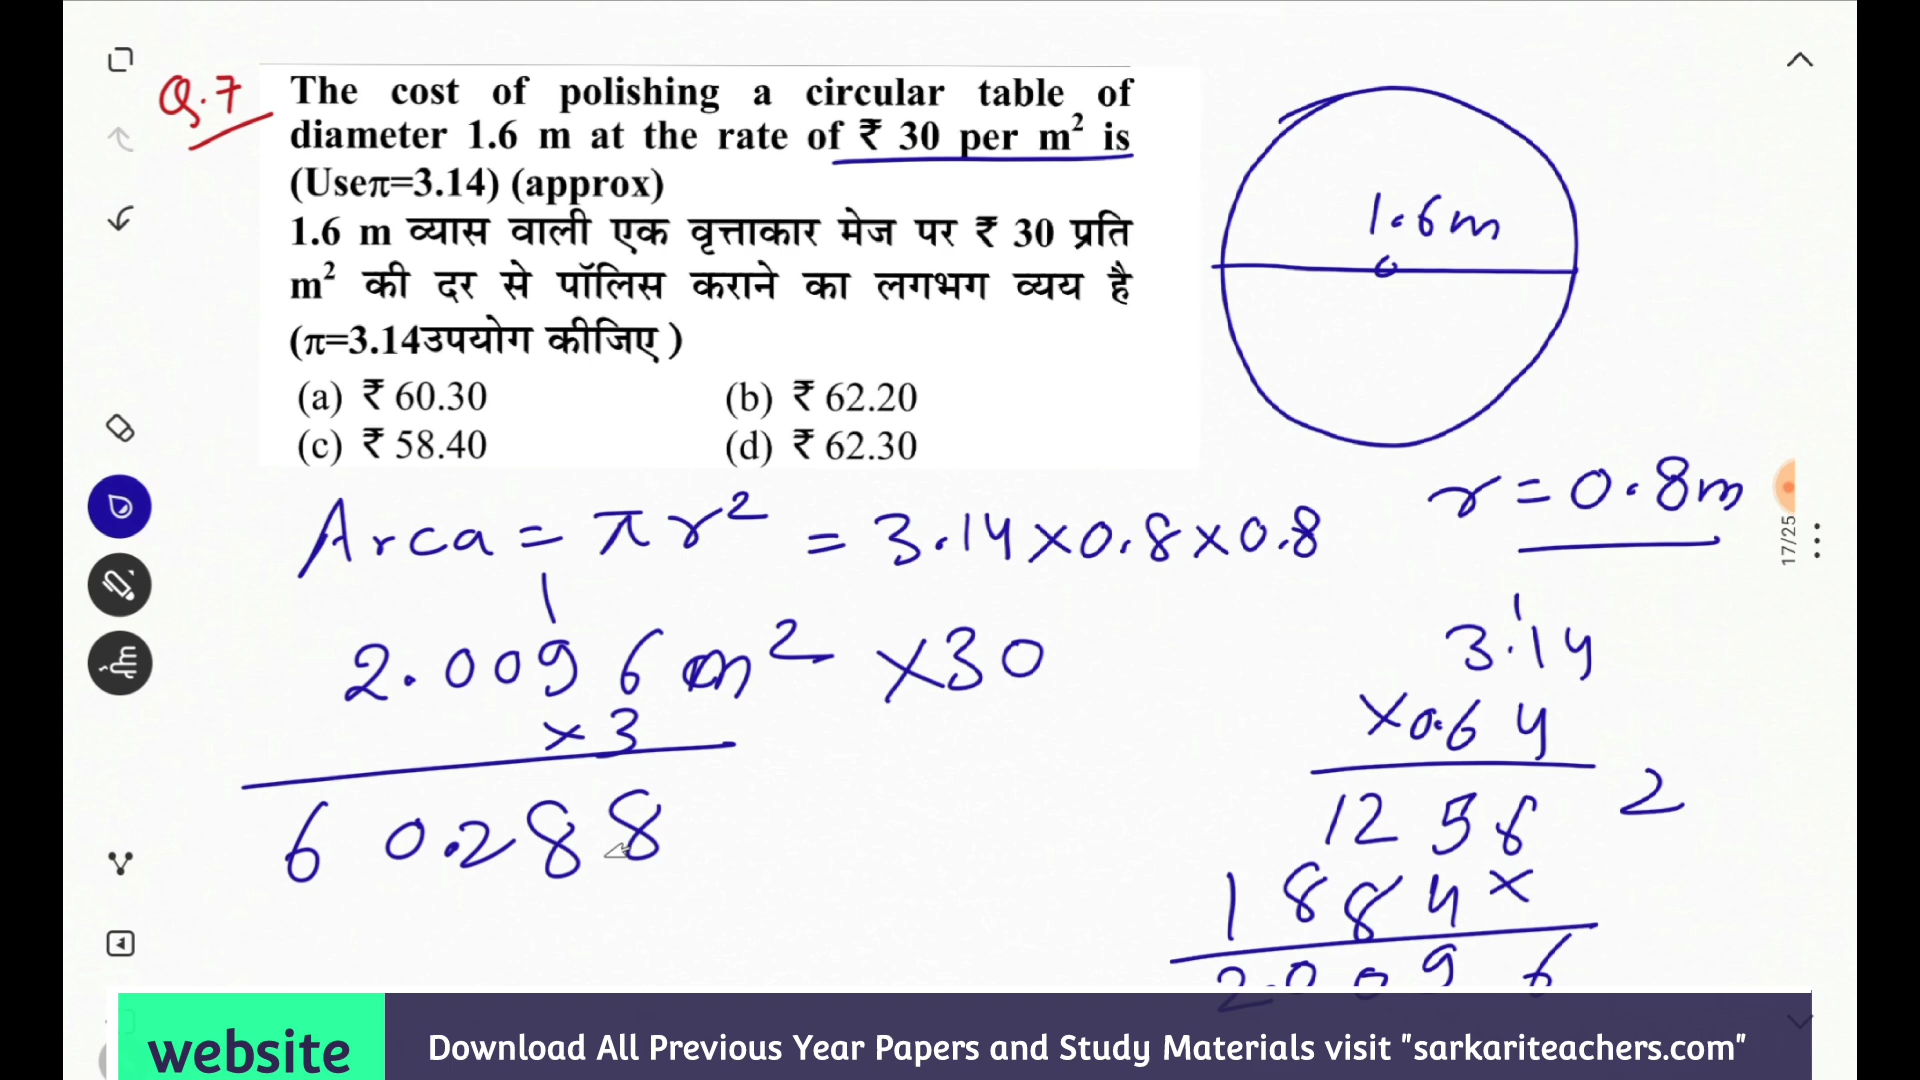 Q.7
The cost of polishing a circular table of
diameter 1.6 m at the rate of ₹ 30 per m² is
(Useπ=3.14) (approx)
1.6 m व्यास वाली एक वृत्ताकार मेज पर ₹ 30 प्रति
m² की दर से पॉलिस कराने का लगभग व्यय है
(π=3.14उपयोग कीजिए )
(a) ₹ 60.30 (b) ₹ 62.20
(c) ₹ 58.40 (d) ₹ 62.30
1.6m
r = 0.8m
17/25
Area = πr² = 3.14×0.8×0.8
1
2.0096m² ×30
×3
60.288
1
3.14
×0.64
1256 2
1884×
2.0096
website
Download All Previous Year Papers and Study Materials visit "sarkariteachers.com"